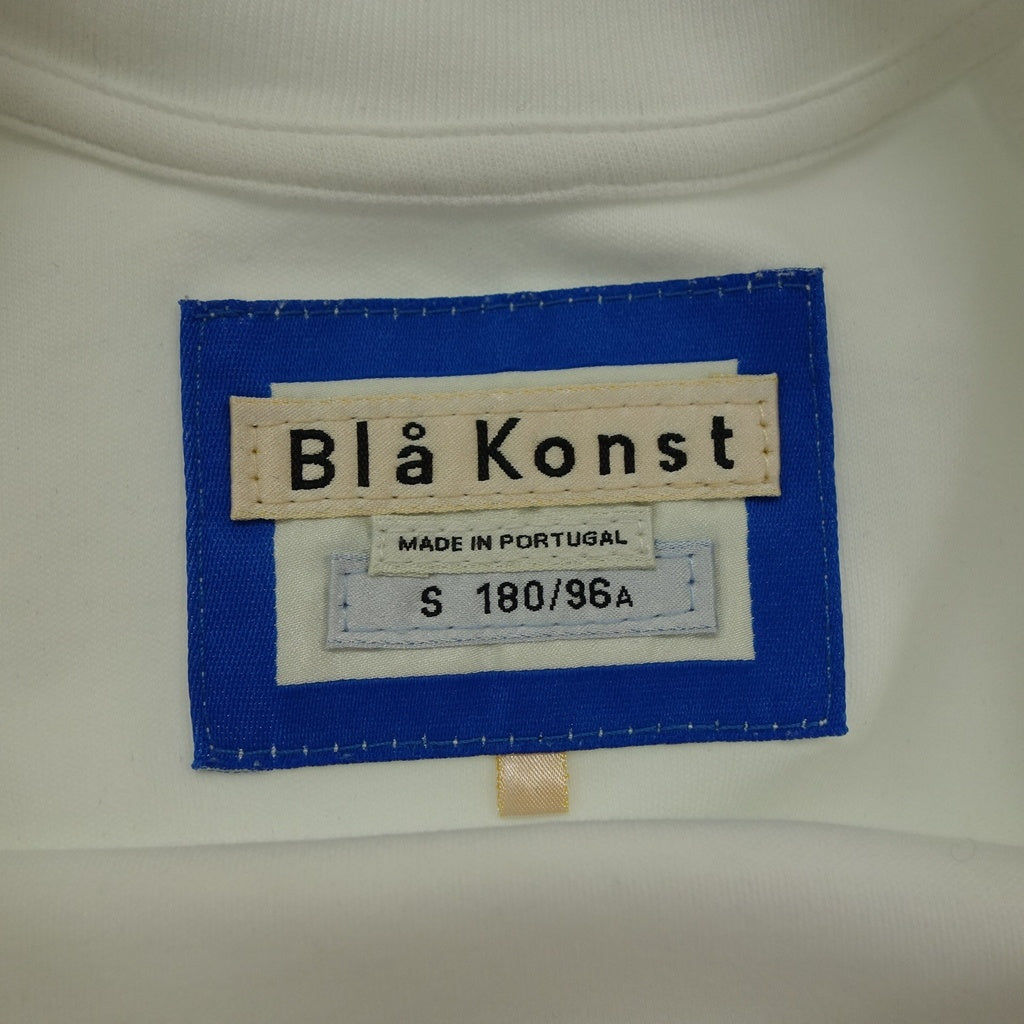 Blå Konst
MADE IN PORTUGAL
S 180/96A